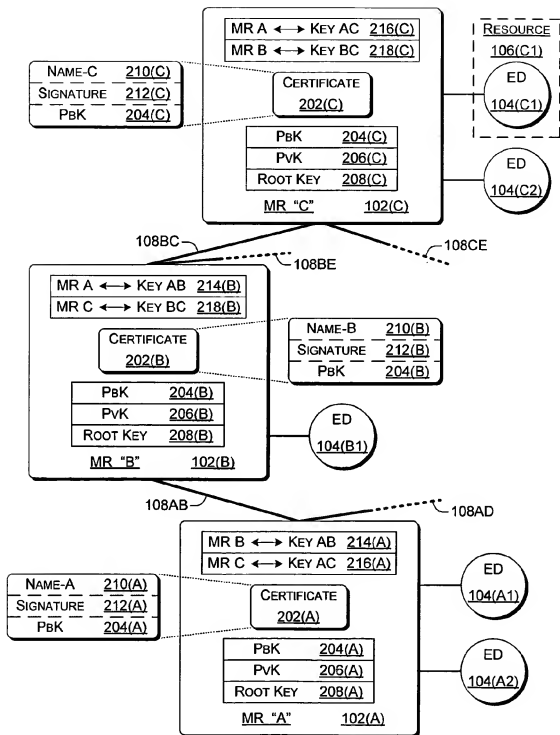 MR A ↔ KEY AC 216(C)
MR B ↔ KEY BC 218(C)
NAME-C 210(C)
SIGNATURE 212(C)
PBK 204(C)
CERTIFICATE
202(C)
PBK 204(C)
PVK 206(C)
ROOT KEY 208(C)
MR "C" 102(C)
RESOURCE
106(C1)
ED
104(C1)
ED
104(C2)
108BC
108BE
108CE
MR A ↔ KEY AB 214(B)
MR C ↔ KEY BC 218(B)
CERTIFICATE
202(B)
NAME-B 210(B)
SIGNATURE 212(B)
PBK 204(B)
PBK 204(B)
PVK 206(B)
ROOT KEY 208(B)
MR "B" 102(B)
ED
104(B1)
108AB
108AD
MR B ↔ KEY AB 214(A)
MR C ↔ KEY AC 216(A)
NAME-A 210(A)
SIGNATURE 212(A)
PBK 204(A)
CERTIFICATE
202(A)
PBK 204(A)
PVK 206(A)
ROOT KEY 208(A)
MR "A" 102(A)
ED
104(A1)
ED
104(A2)